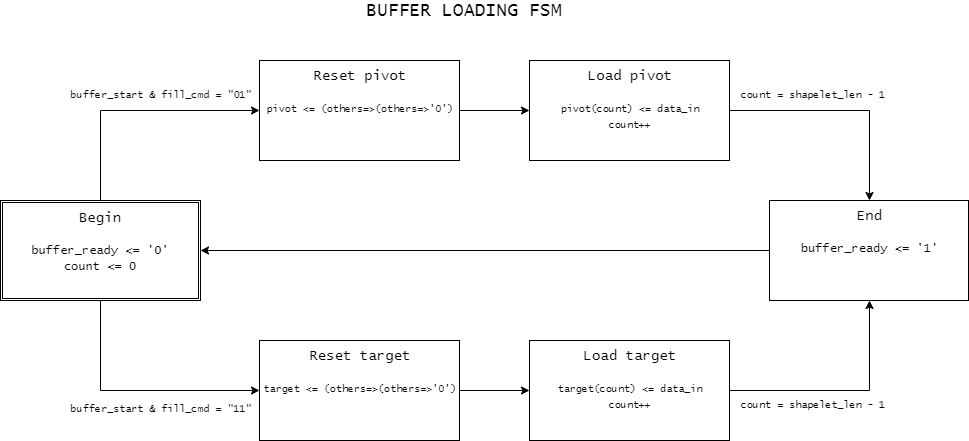 BUFFER LOADING FSM
buffer_start & fill_cmd = "01"
Reset pivot
pivot <= (others=>(others=>'0')
Load pivot
pivot(count) <= data_in
count++
count = shapelet_len - 1
Begin
buffer_ready <= '0'
count <= 0
End
buffer_ready <= '1'
buffer_start & fill_cmd = "11"
Reset target
target <= (others=>(others=>'0')
Load target
target(count) <= data_in
count++
count = shapelet_len - 1